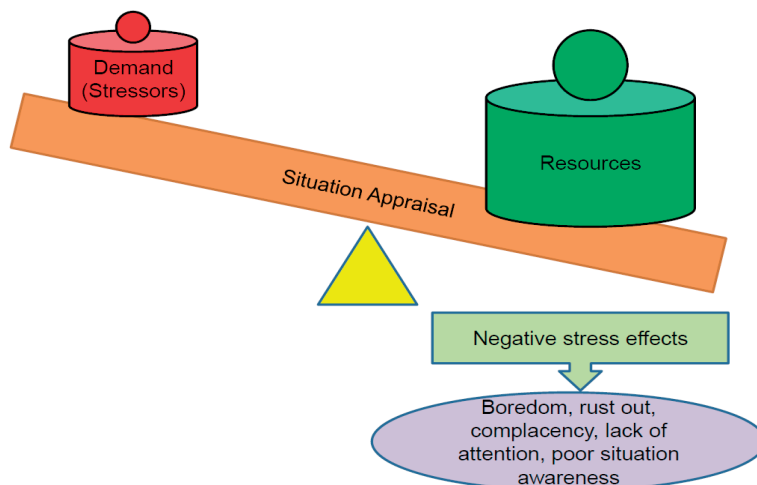 Demand
(Stressors)
Resources
Situation Appraisal
Negative stress effects
Boredom, rust out,
complacency, lack of
attention, poor situation
awareness